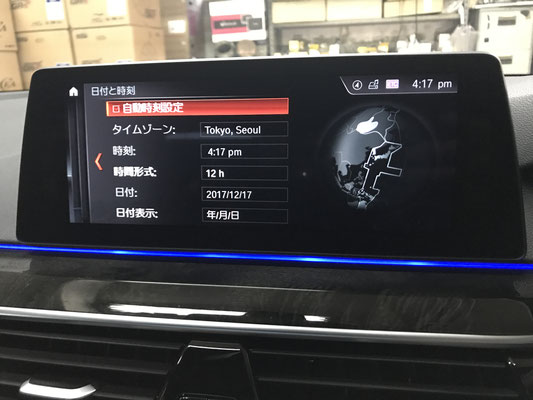 日付と時刻
4:17 pm
自動時刻設定
タイムゾーン: Tokyo, Seoul
時刻: 4:17 pm
時間形式: 12 h
日付: 2017/12/17
日付表示: 年/月/日